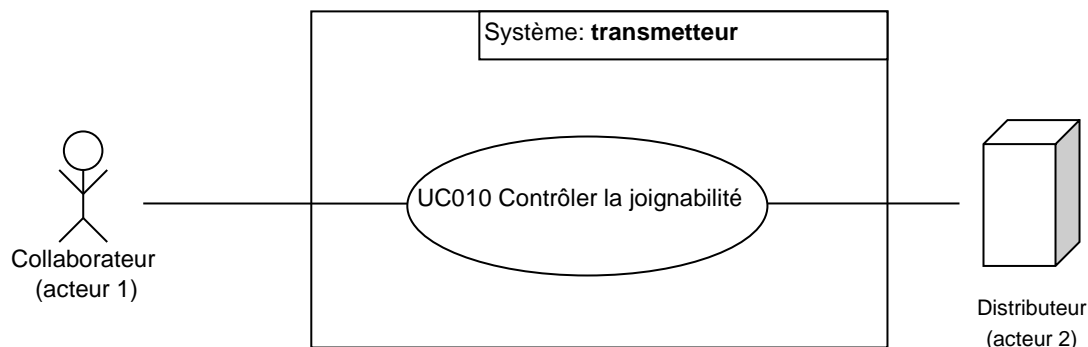 Système: transmetteur
UC010 Contrôler la joignabilité
Collaborateur
(acteur 1)
Distributeur
(acteur 2)